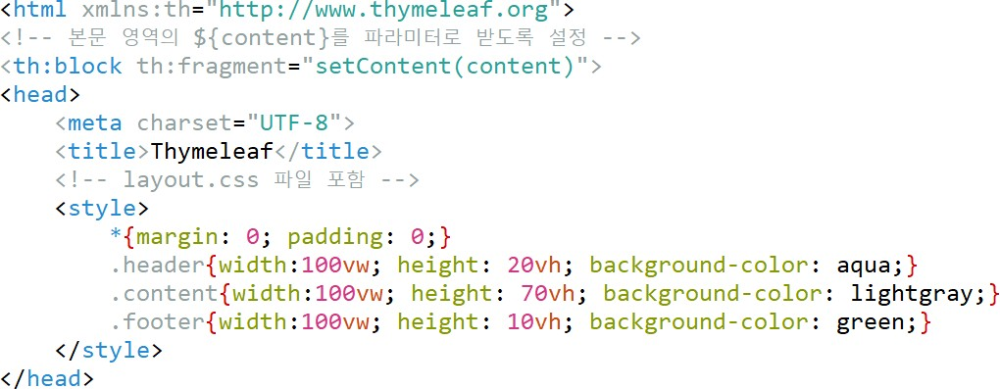 <html xmlns:th="http://www.thymeleaf.org">
<!-- 본문 영역의 ${content}를 파라미터로 받도록 설정 -->
<th:block th:fragment="setContent(content)">
<head>
    <meta charset="UTF-8">
    <title>Thymeleaf</title>
    <!-- layout.css 파일 포함 -->
    <style>
        *{margin: 0; padding: 0;}
        .header{width:100vw; height: 20vh; background-color: aqua;}
        .content{width:100vw; height: 70vh; background-color: lightgray;}
        .footer{width:100vw; height: 10vh; background-color: green;}
    </style>
</head>